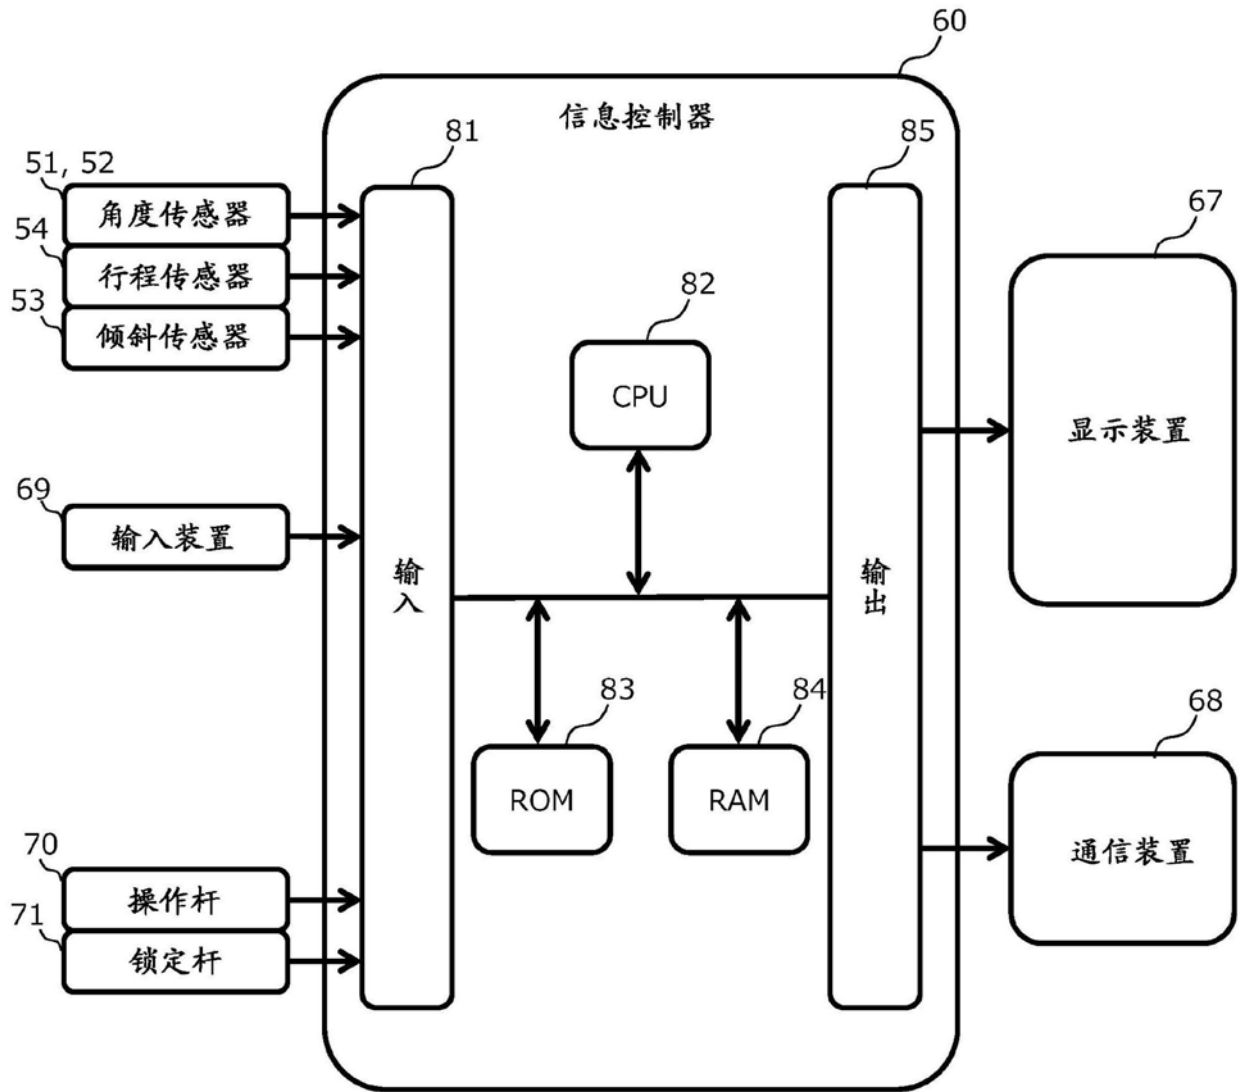 60
信息控制器
81
85
51, 52
角度传感器
54
行程传感器
53
倾斜传感器
67
显示装置
82
CPU
69
输入装置
输入
输出
83
ROM
84
RAM
68
通信装置
70
操作杆
71
锁定杆